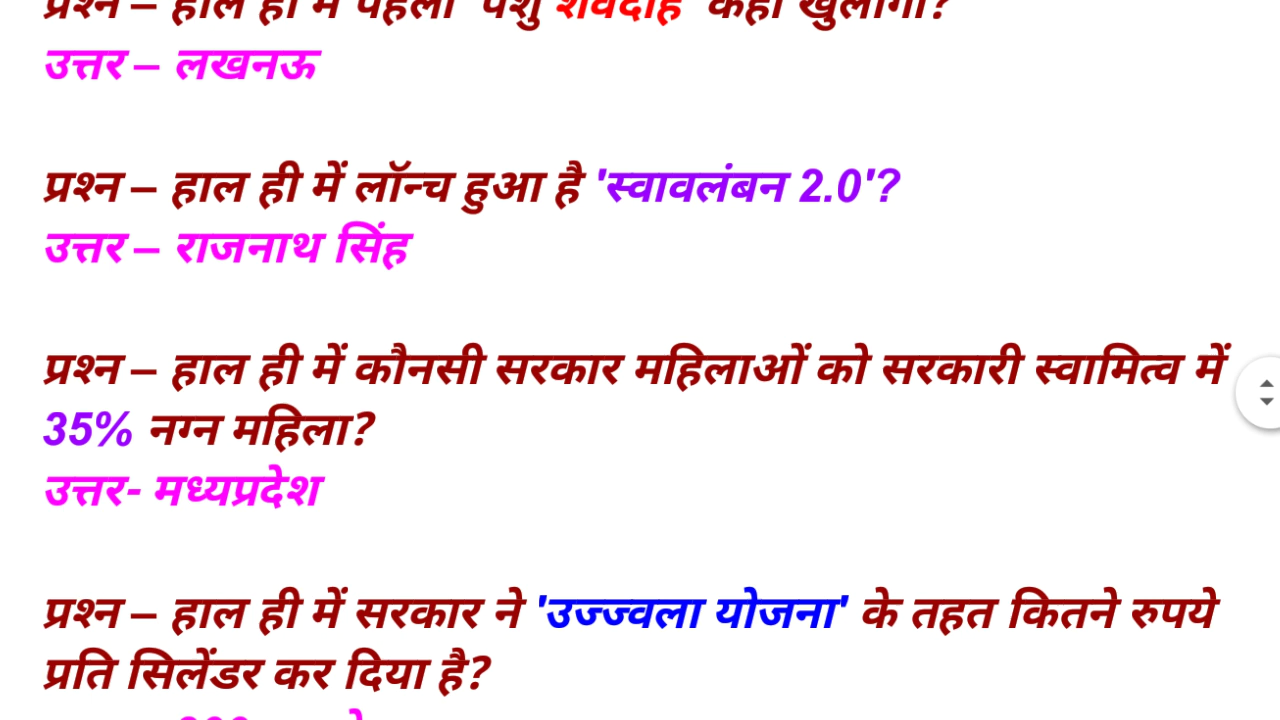 प्रश्न – हाल ही में पहला 'पशु शवदाह' कहाँ खुलेगा?
उत्तर – लखनऊ
प्रश्न – हाल ही में लॉन्च हुआ है 'स्वावलंबन 2.0'?
उत्तर – राजनाथ सिंह
प्रश्न – हाल ही में कौनसी सरकार महिलाओं को सरकारी स्वामित्व में
35% नग्न महिला?
उत्तर- मध्यप्रदेश
प्रश्न – हाल ही में सरकार ने 'उज्ज्वला योजना' के तहत कितने रुपये
प्रति सिलेंडर कर दिया है?